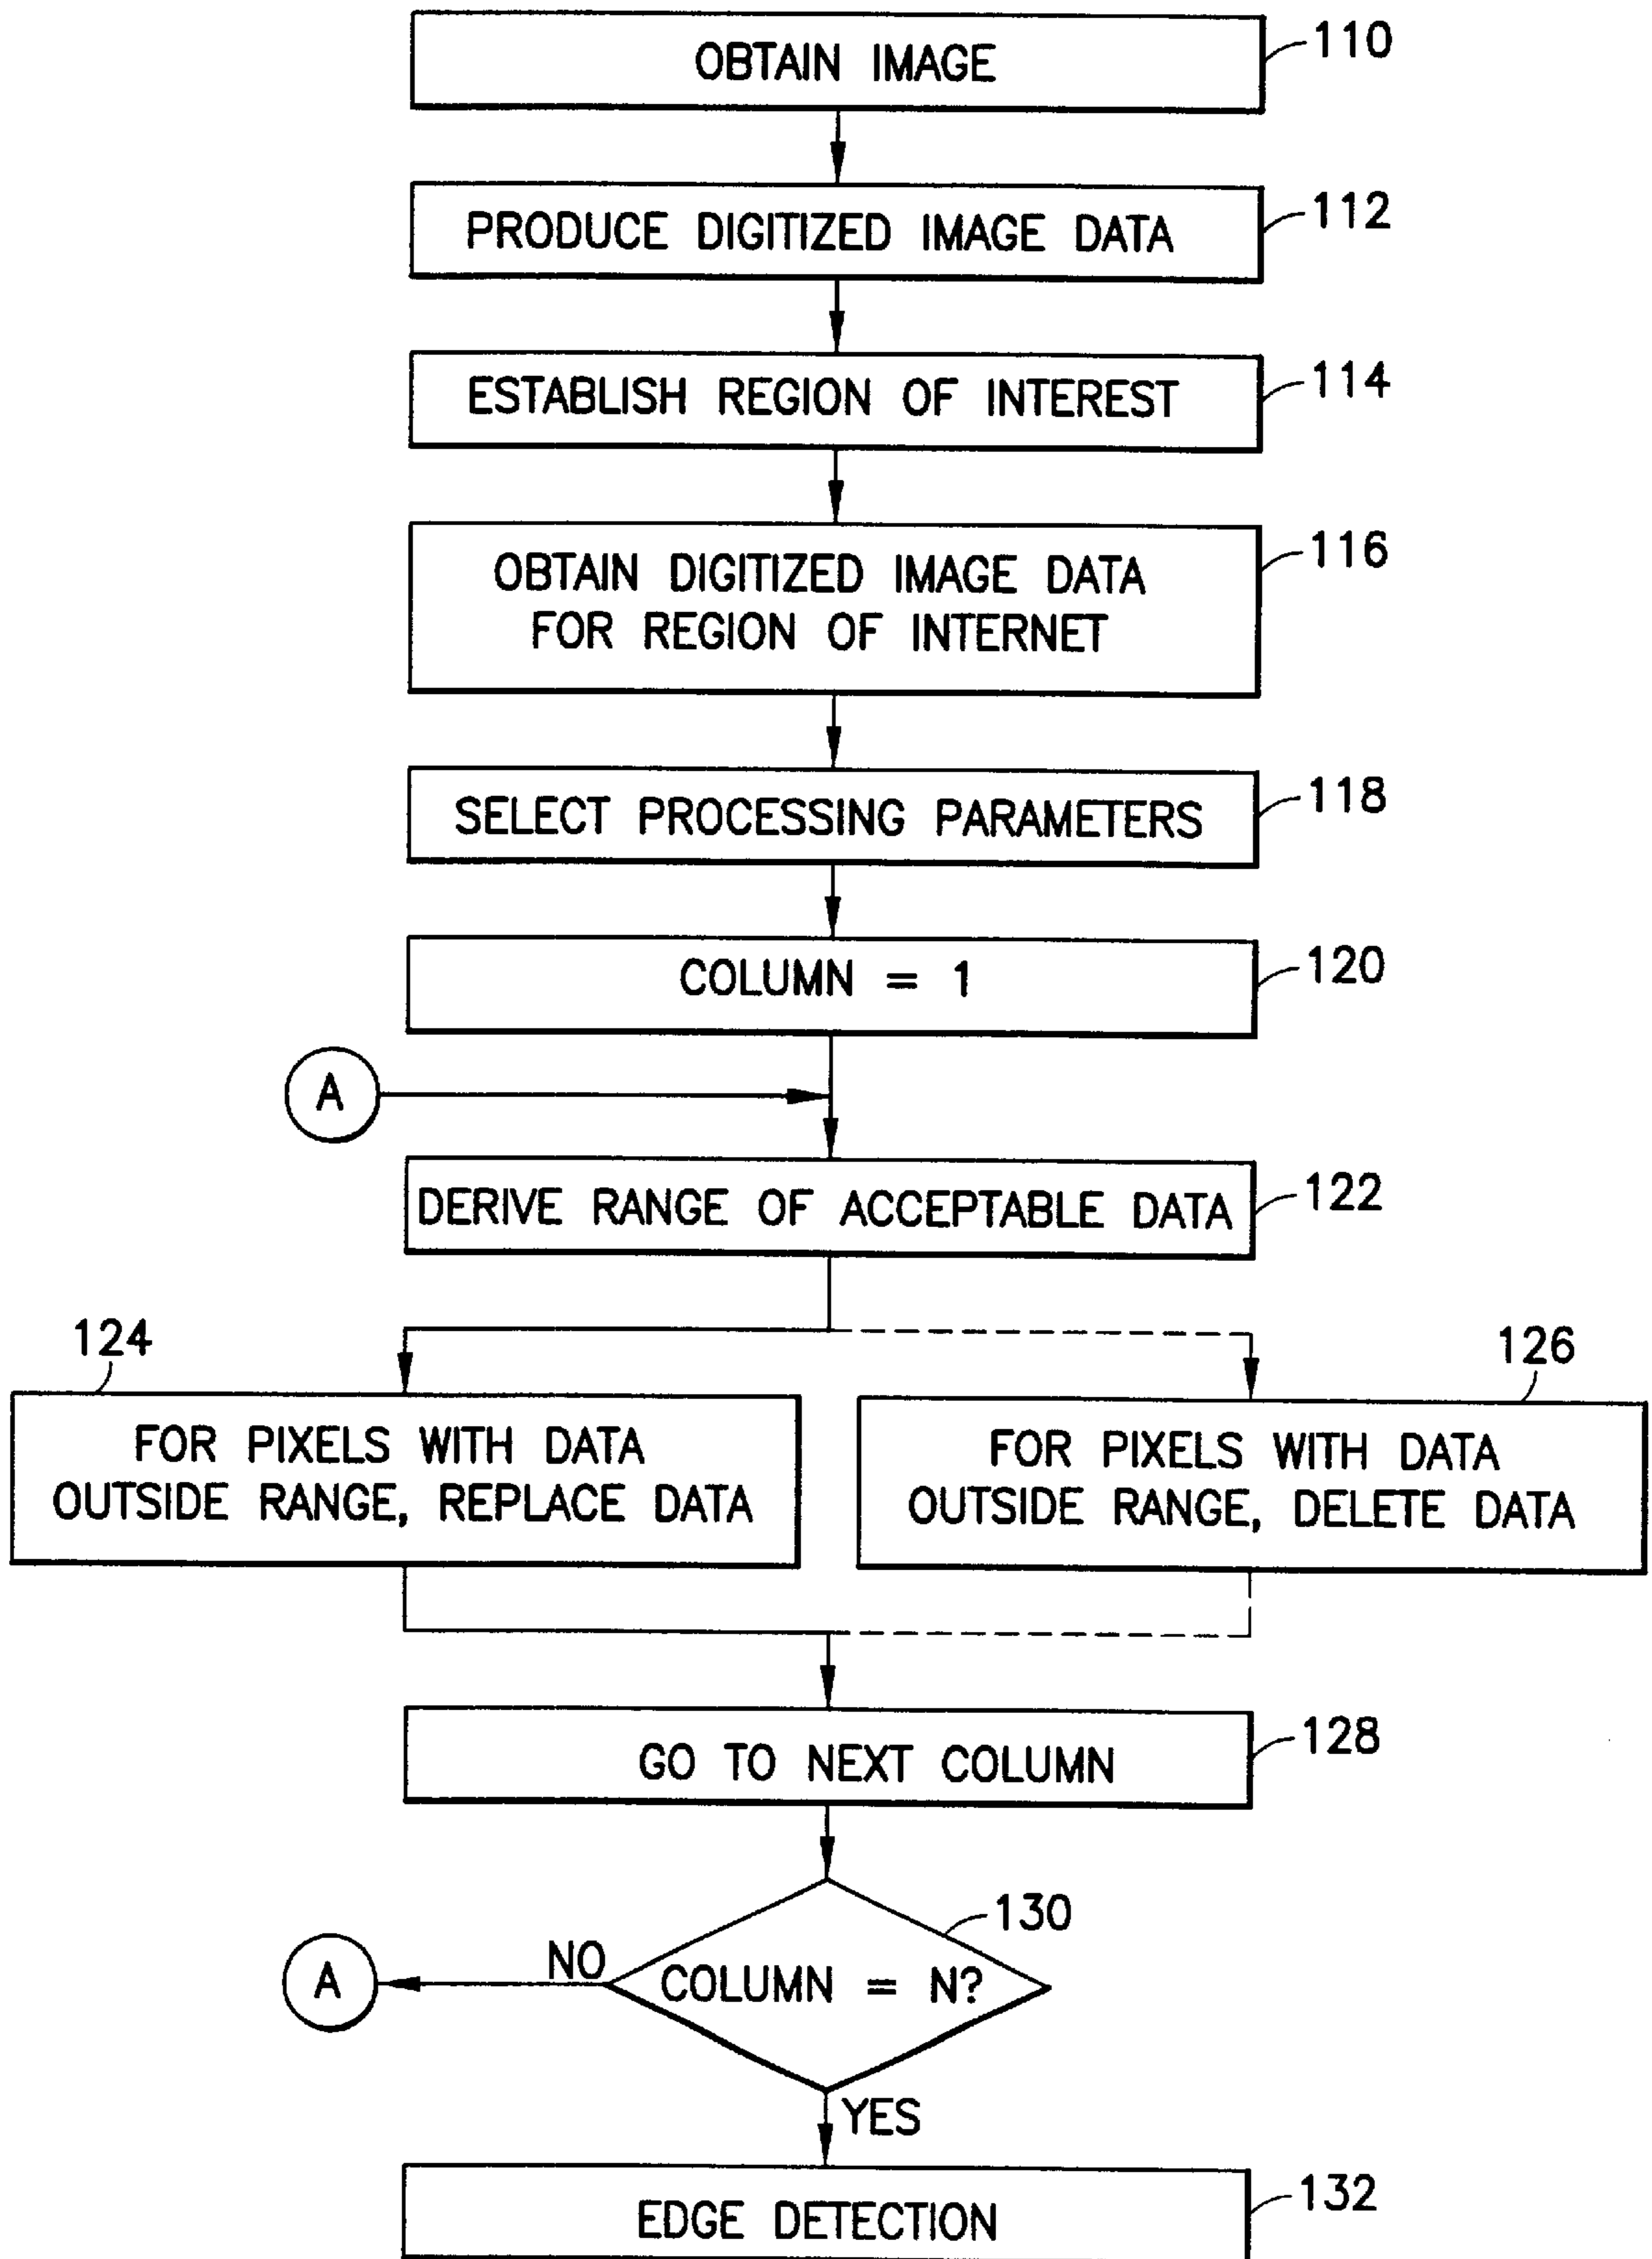 OBTAIN IMAGE
110
PRODUCE DIGITIZED IMAGE DATA
112
ESTABLISH REGION OF INTEREST
114
OBTAIN DIGITIZED IMAGE DATA
FOR REGION OF INTERNET
116
SELECT PROCESSING PARAMETERS
118
COLUMN = 1
120
A
DERIVE RANGE OF ACCEPTABLE DATA
122
124
FOR PIXELS WITH DATA
OUTSIDE RANGE, REPLACE DATA
126
FOR PIXELS WITH DATA
OUTSIDE RANGE, DELETE DATA
GO TO NEXT COLUMN
128
130
COLUMN = N?
NO
A
YES
EDGE DETECTION
132